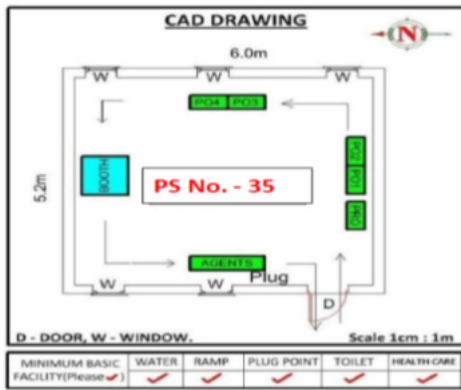 CAD DRAWING
N
6.0m
W W W
PO4 PO3
5.2m
BOOTH
PS No. - 35
PO2
PO1
PRO
AGENTS
Plug
W W
D
D - DOOR, W - WINDOW. Scale 1cm : 1m
MINIMUM BASIC FACILITY(Please✓) WATER RAMP PLUG POINT TOILET HEALTH CARE
✓ ✓ ✓ ✓ ✓